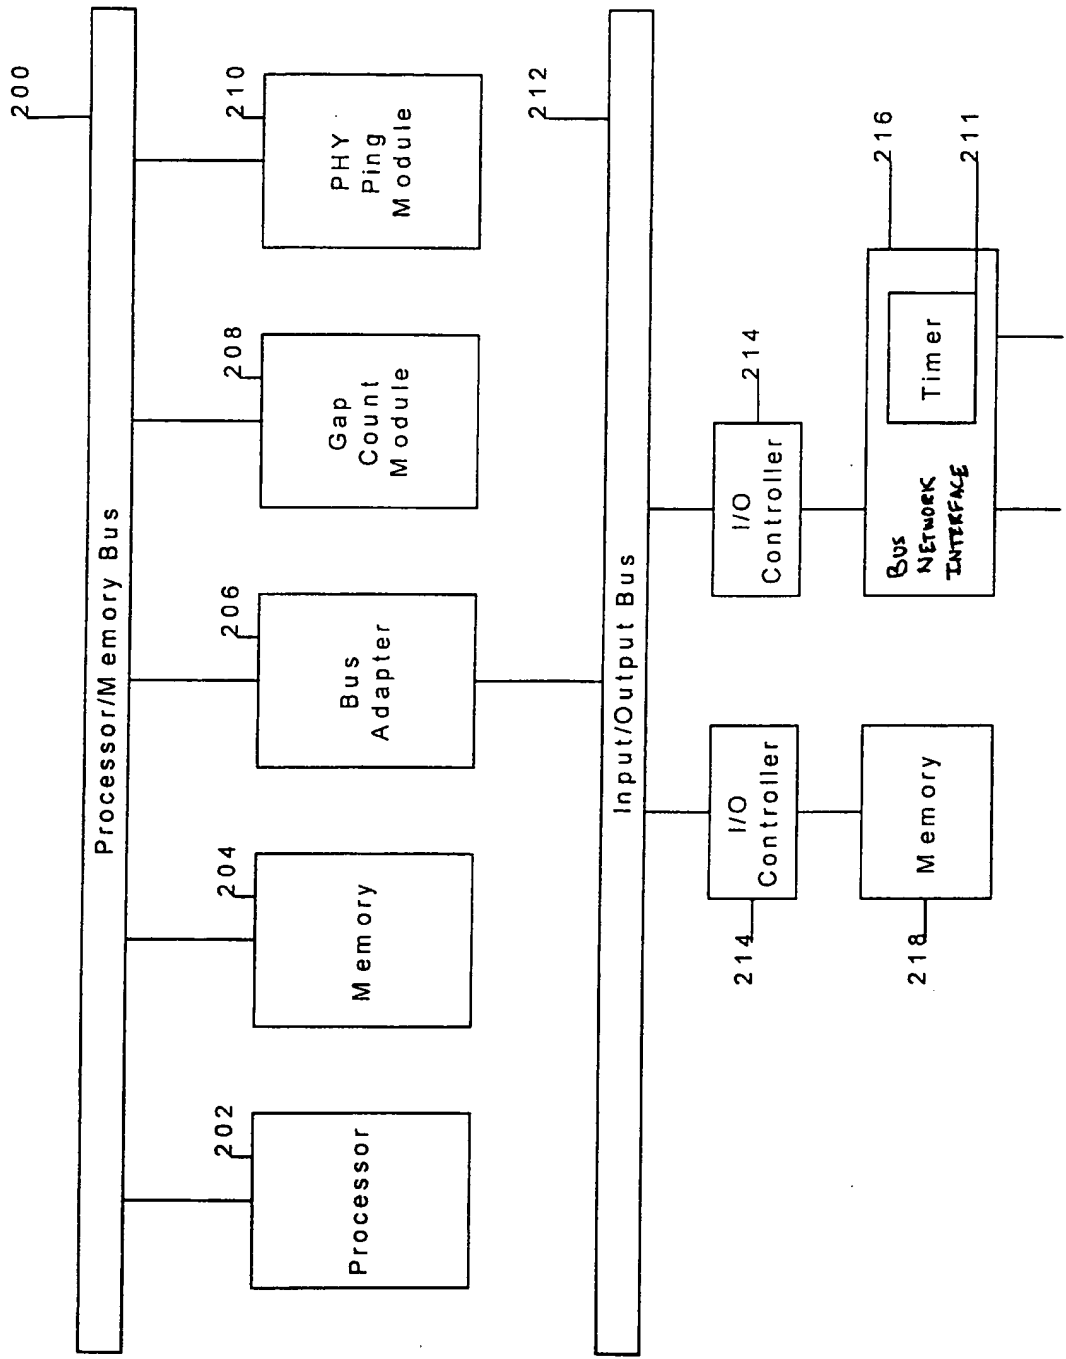 200
Processor/Memory Bus
202
Processor
204
Memory
206
Bus
Adapter
208
Gap
Count
Module
210
PHY
Ping
Module
212
Input/Output Bus
214
I/O
Controller
218
Memory
214
I/O
Controller
216
BUS
NETWORK
INTERFACE
211
Timer